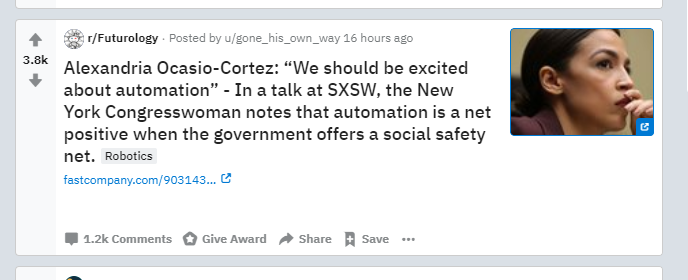 r/Futurology · Posted by u/gone_his_own_way 16 hours ago
3.8k
Alexandria Ocasio-Cortez: “We should be excited
about automation” - In a talk at SXSW, the New
York Congresswoman notes that automation is a net
positive when the government offers a social safety
net. Robotics
fastcompany.com/903143...
1.2k Comments Give Award Share Save ...